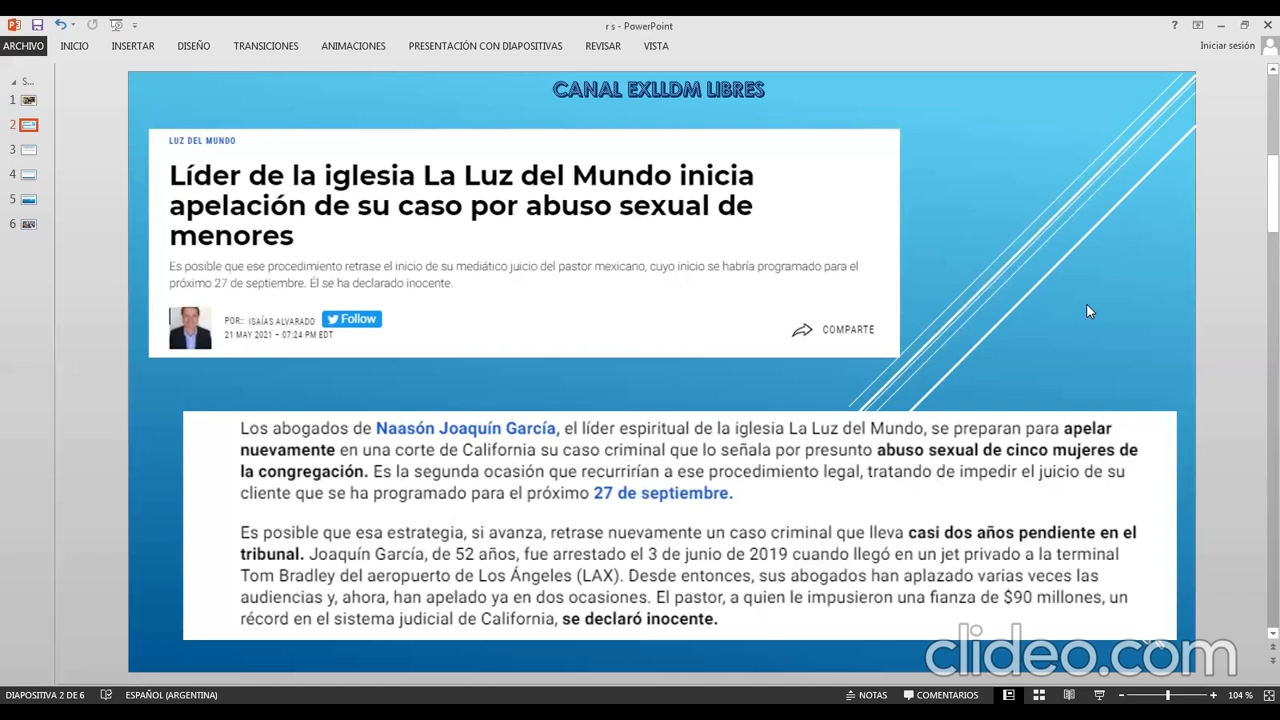 r s - PowerPoint
?
ARCHIVO INICIO INSERTAR DISEÑO TRANSICIONES ANIMACIONES PRESENTACIÓN CON DIAPOSITIVAS REVISAR VISTA
Iniciar sesión
S...
1
2
3
4
5
6
CANAL EXLLDM LIBRES
LUZ DEL MUNDO
Líder de la iglesia La Luz del Mundo inicia
apelación de su caso por abuso sexual de
menores
Es posible que ese procedimiento retrase el inicio de su mediático juicio del pastor mexicano, cuyo inicio se habría programado para el
próximo 27 de septiembre. Él se ha declarado inocente.
POR:: ISAÍAS ALVARADO Follow
21 MAY 2021 – 07:24 PM EDT
COMPARTE
Los abogados de Naasón Joaquín García, el líder espiritual de la iglesia La Luz del Mundo, se preparan para apelar
nuevamente en una corte de California su caso criminal que lo señala por presunto abuso sexual de cinco mujeres de
la congregación. Es la segunda ocasión que recurrirían a ese procedimiento legal, tratando de impedir el juicio de su
cliente que se ha programado para el próximo 27 de septiembre.
Es posible que esa estrategia, si avanza, retrase nuevamente un caso criminal que lleva casi dos años pendiente en el
tribunal. Joaquín García, de 52 años, fue arrestado el 3 de junio de 2019 cuando llegó en un jet privado a la terminal
Tom Bradley del aeropuerto de Los Ángeles (LAX). Desde entonces, sus abogados han aplazado varias veces las
audiencias y, ahora, han apelado ya en dos ocasiones. El pastor, a quien le impusieron una fianza de $90 millones, un
récord en el sistema judicial de California, se declaró inocente.
clideo.com
DIAPOSITIVA 2 DE 6 ESPAÑOL (ARGENTINA) NOTAS COMENTARIOS 104 %